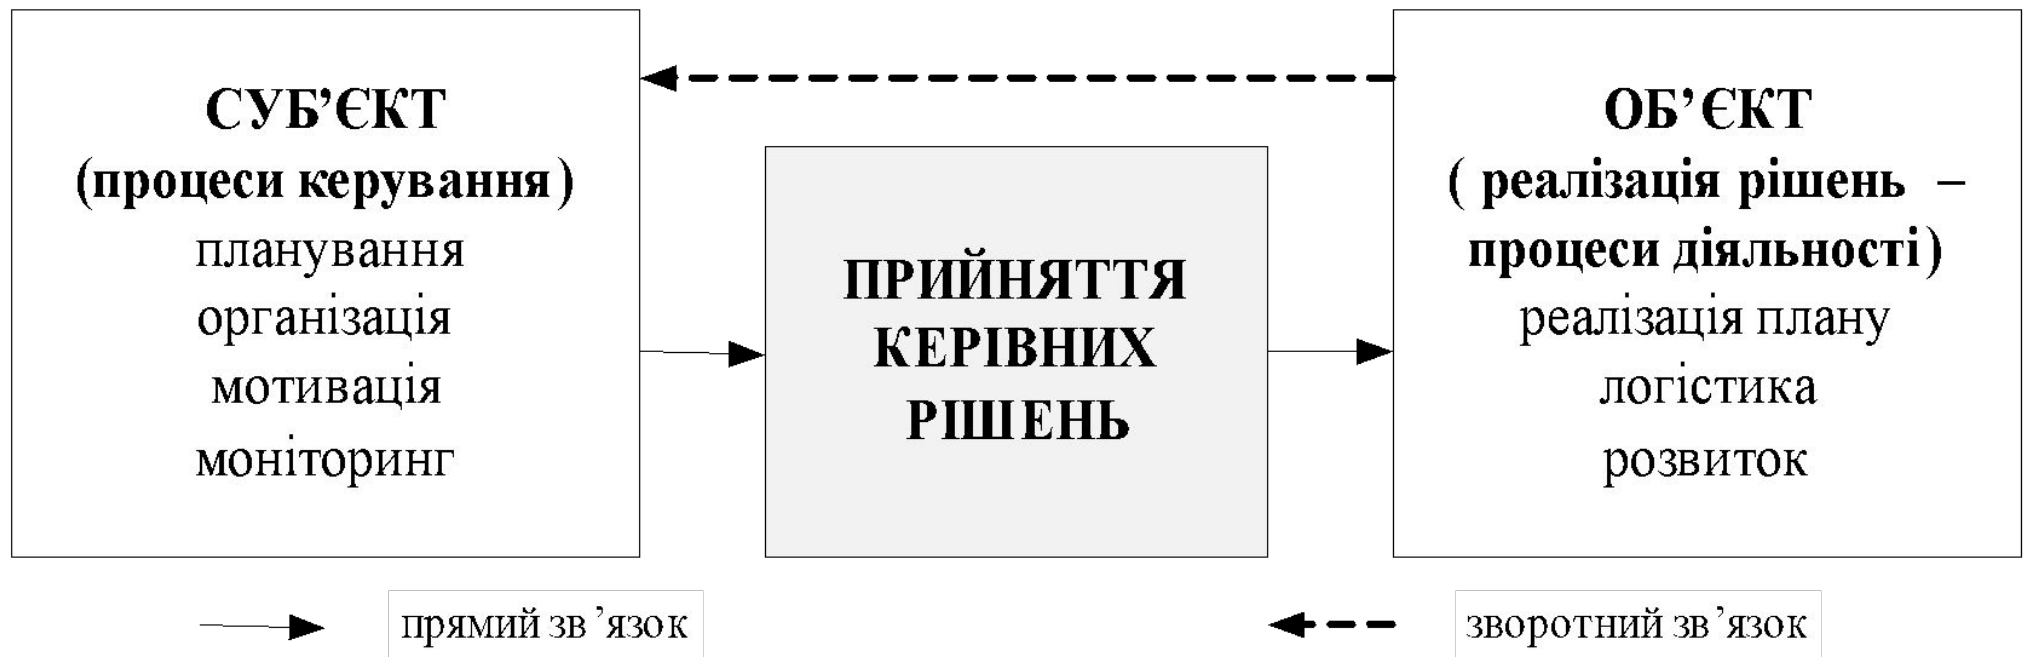 СУБ’ЄКТ
(процеси керування)
планування
організація
мотивація
моніторинг
ПРИЙНЯТТЯ
КЕРІВНИХ
РІШЕНЬ
ОБ’ЄКТ
( реалізація рішень –
процеси діяльності)
реалізація плану
логістика
розвиток
прямий зв’язок
зворотний зв’язок